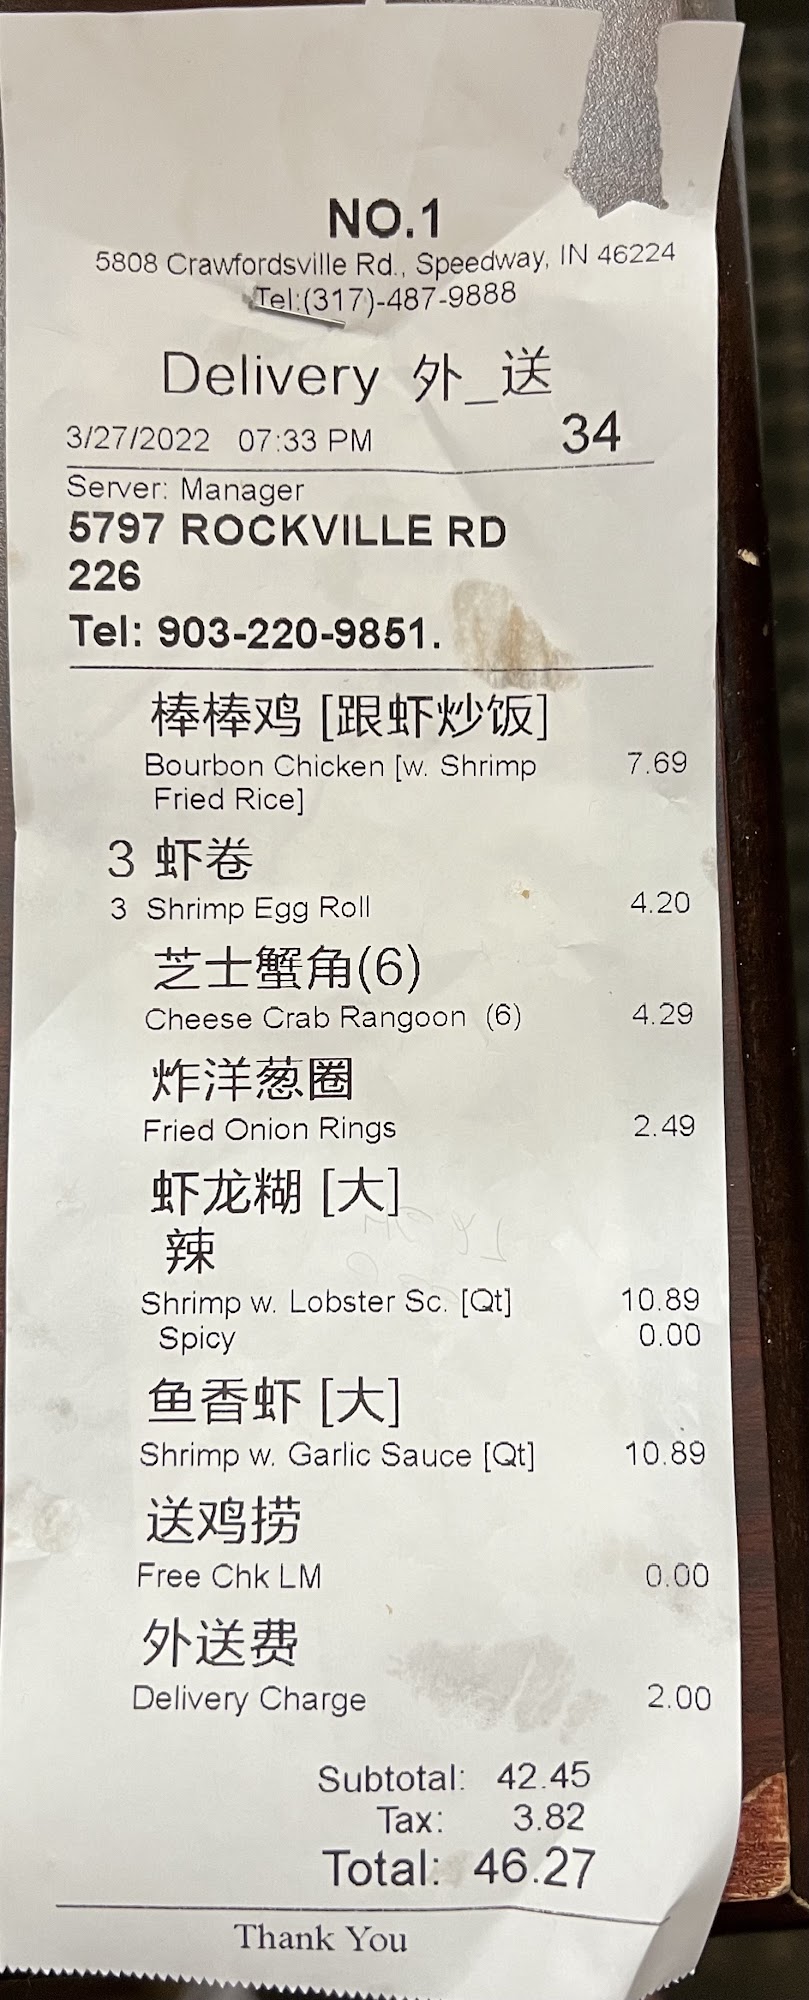 NO.1
5808 Crawfordsville Rd., Speedway, IN 46224
Tel:(317)-487-9888
Delivery 外_送
3/27/2022 07:33 PM 34
Server: Manager
5797 ROCKVILLE RD
226
Tel: 903-220-9851.
棒棒鸡 [跟虾炒饭]
Bourbon Chicken [w. Shrimp 7.69
Fried Rice]
3 虾卷
3 Shrimp Egg Roll 4.20
芝士蟹角(6)
Cheese Crab Rangoon (6) 4.29
炸洋葱圈
Fried Onion Rings 2.49
虾龙糊 [大]
辣
Shrimp w. Lobster Sc. [Qt] 10.89
Spicy 0.00
鱼香虾 [大]
Shrimp w. Garlic Sauce [Qt] 10.89
送鸡捞
Free Chk LM 0.00
外送费
Delivery Charge 2.00
Subtotal: 42.45
Tax: 3.82
Total: 46.27
Thank You